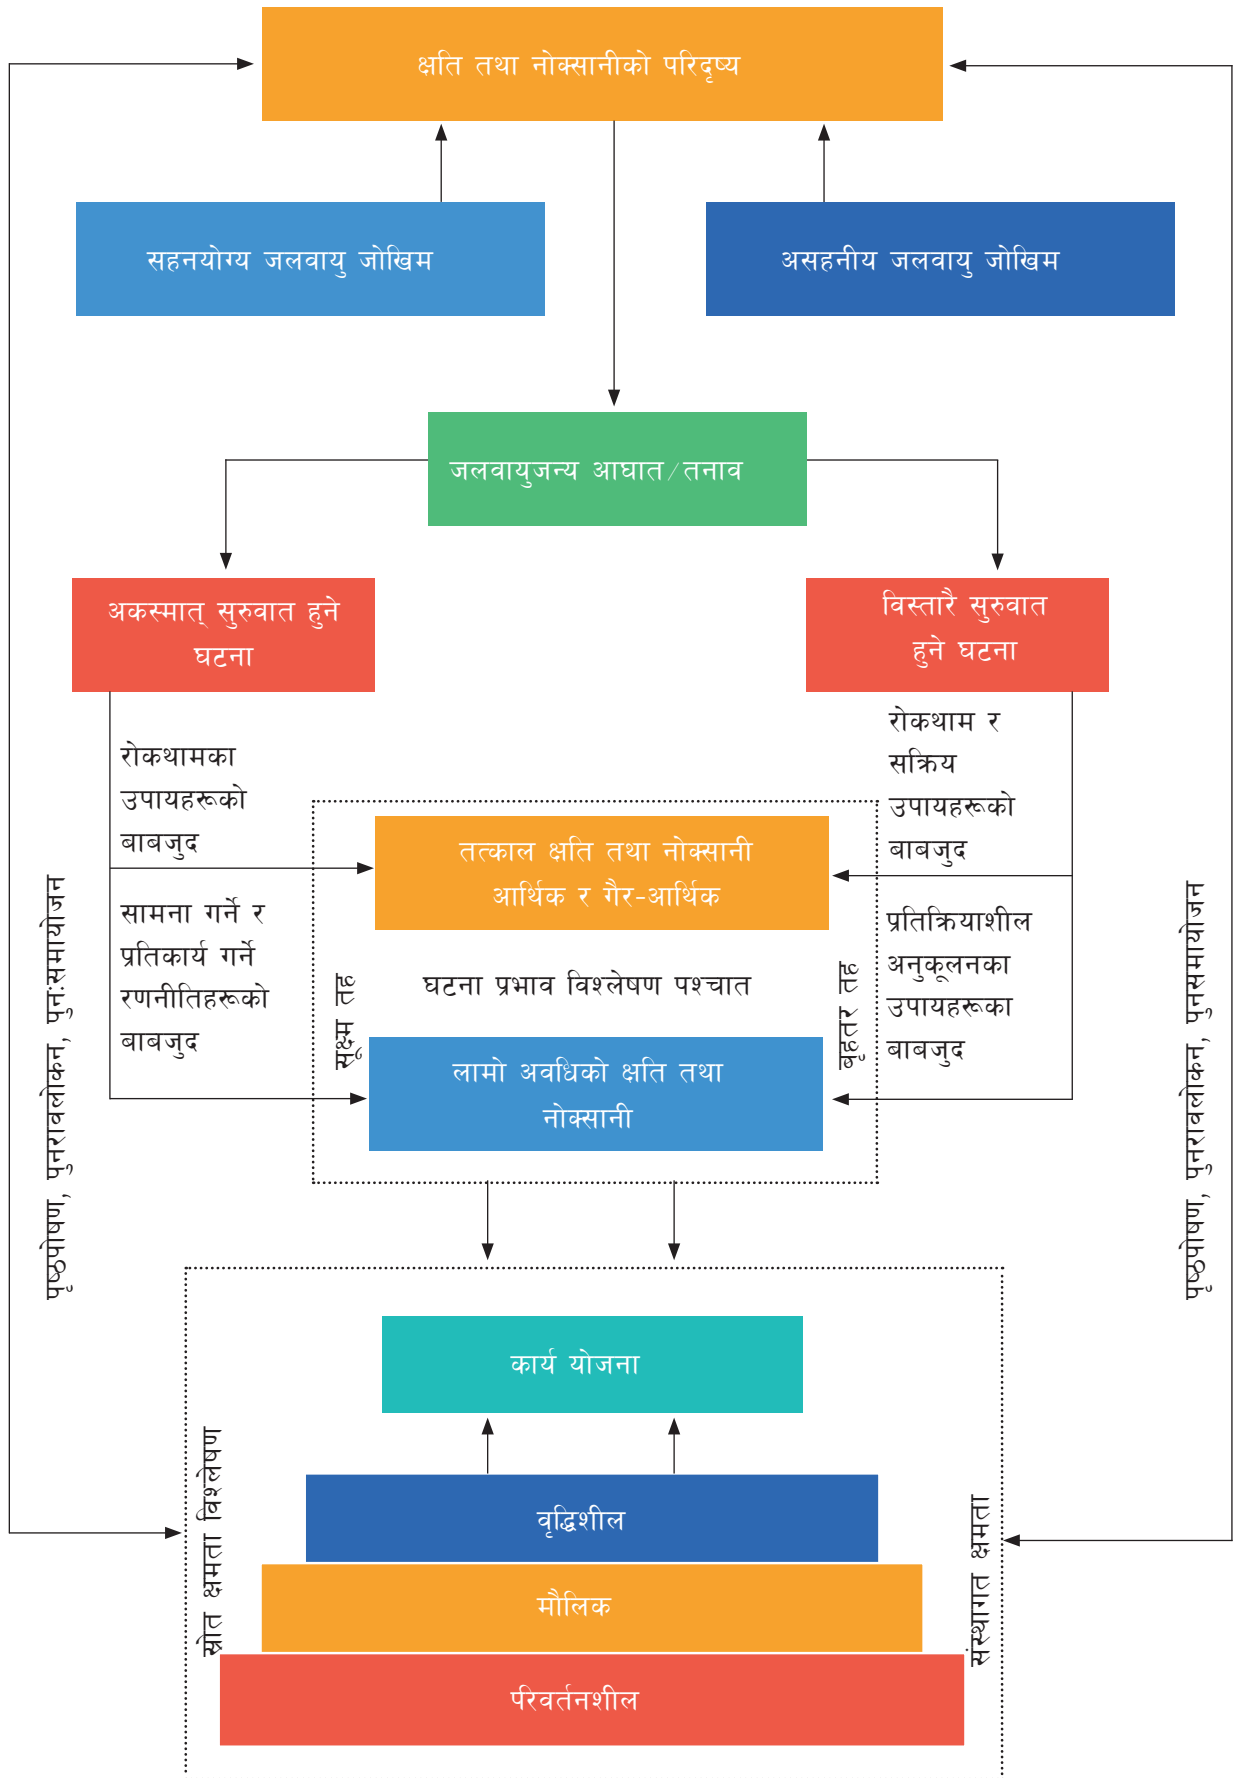 क्षति तथा नोक्सानीको परिदृष्य
सहनयोग्य जलवायु जोखिम
असहनीय जलवायु जोखिम
जलवायुजन्य आघात/तनाव
अकस्मात् सुरुवात हुने
घटना
विस्तारै सुरुवात
हुने घटना
रोकथामका
उपायहरूको
बाबजुद
रोकथाम र
सक्रिय
उपायहरूको
बाबजुद
तत्काल क्षति तथा नोक्सानी
आर्थिक र गैर-आर्थिक
सामना गर्ने र
प्रतिकार्य गर्ने
रणनीतिहरूको
बाबजुद
प्रतिक्रियाशील
अनुकूलनका
उपायहरूका
बाबजुद
सूक्ष्म तह
घटना प्रभाव विश्लेषण पश्चात
बृहतर तह
लामो अवधिको क्षति तथा
नोक्सानी
पृष्ठपोषण, पुनरावलोकन, पुनःसमायोजन
पृष्ठपोषण, पुनरावलोकन, पुनसमायोजन
कार्य योजना
स्रोत क्षमता विश्लेषण
संस्थागत क्षमता
वृद्धिशील
मौलिक
परिवर्तनशील